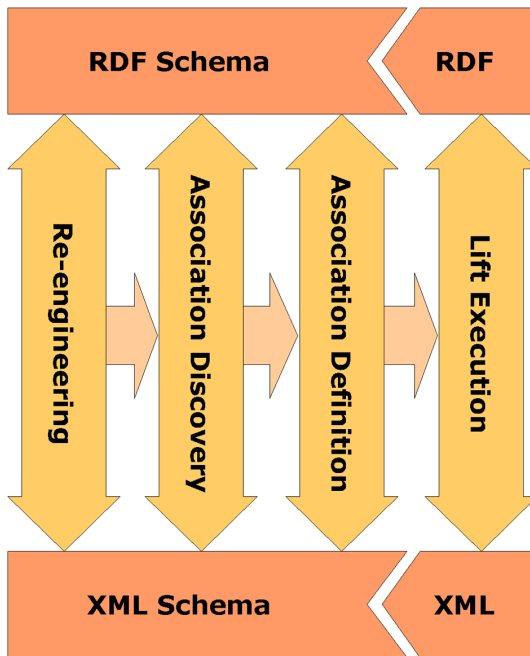 RDF Schema
RDF
Re-engineering
Association Discovery
Association Definition
Lift Execution
XML Schema
XML